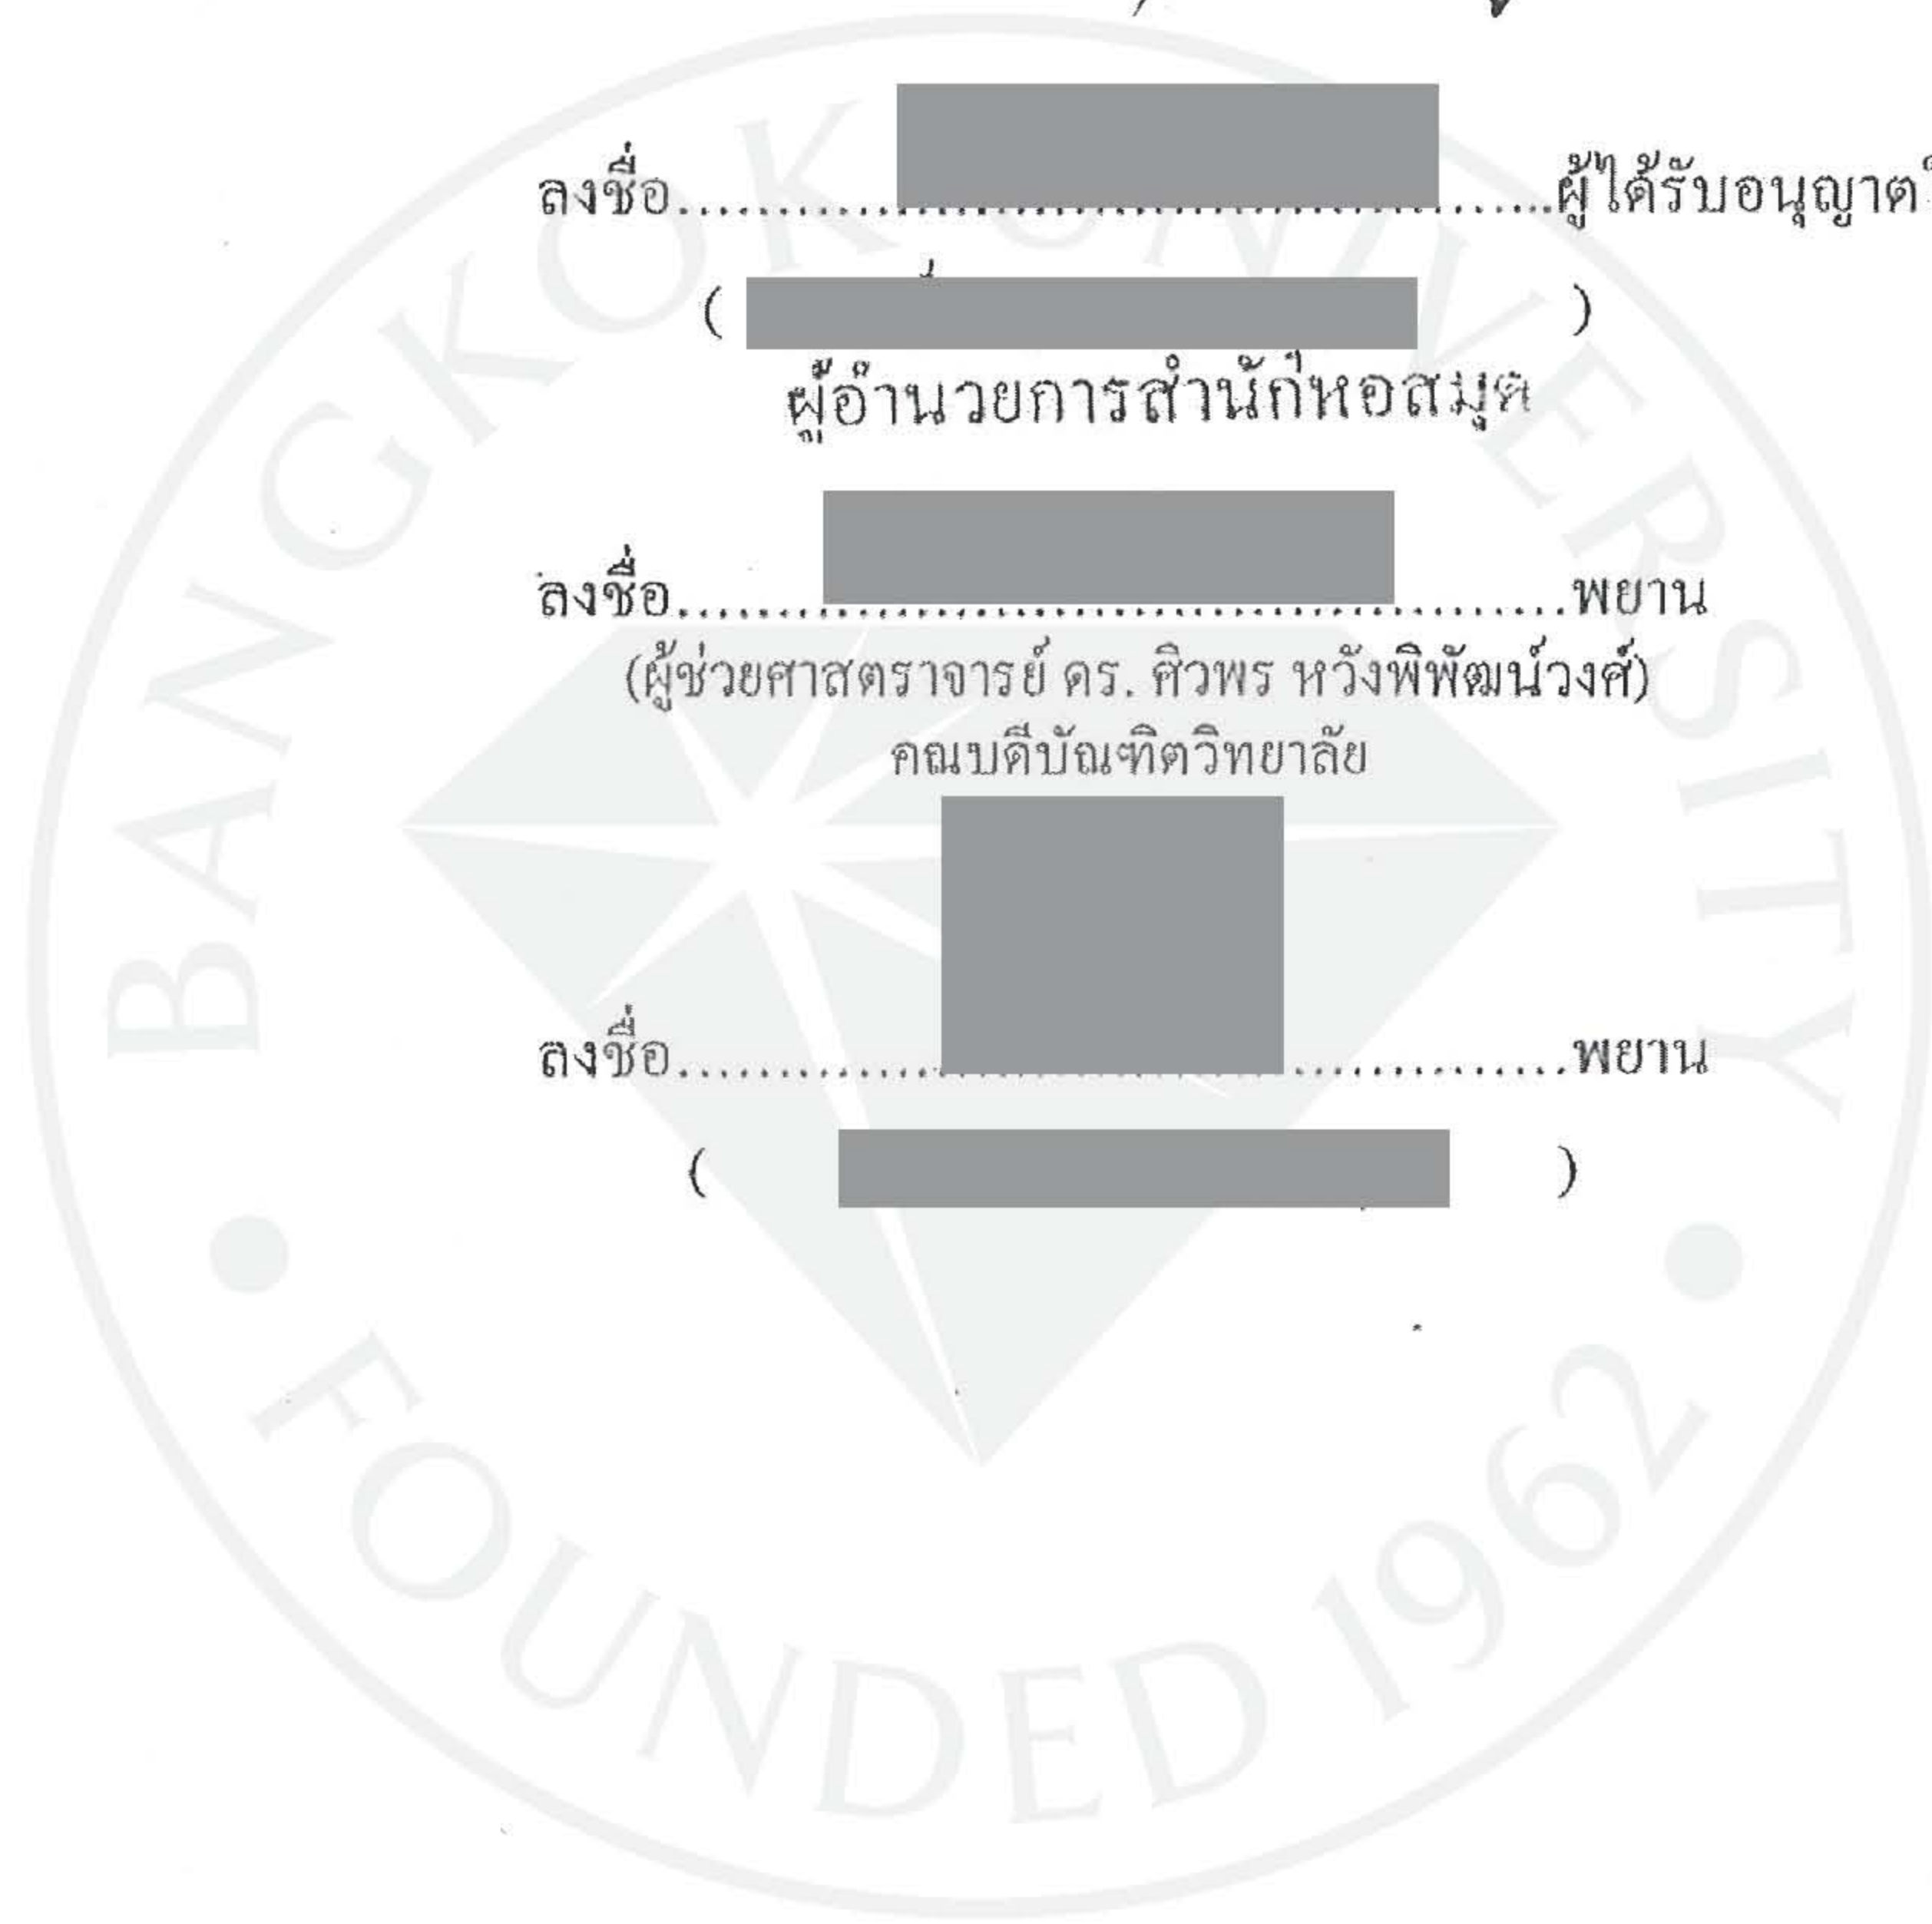 ลงชื่อ........................................................ผู้ได้รับอนุญาต
( )
ผู้อำนวยการสำนักหอสมุด
ลงชื่อ........................................................พยาน
(ผู้ช่วยศาสตราจารย์ ดร. ศิวพร หวังพิพัฒน์วงศ์)
คณบดีบัณฑิตวิทยาลัย
ลงชื่อ........................................................พยาน
( )
BANGKOK UNIVERSITY
FOUNDED 1962